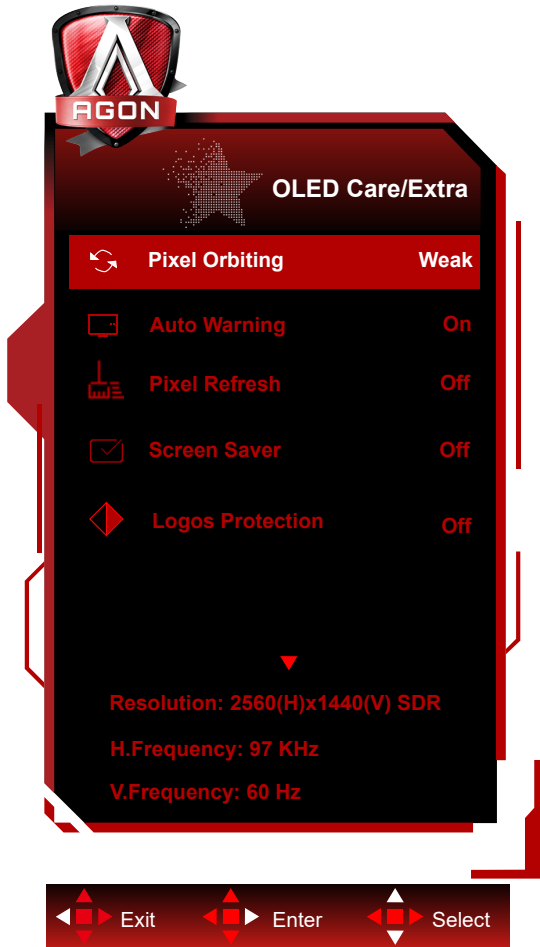 AGON
OLED Care/Extra
Pixel Orbiting Weak
Auto Warning On
Pixel Refresh Off
Screen Saver Off
Logos Protection Off
Resolution: 2560(H)x1440(V) SDR
H.Frequency: 97 KHz
V.Frequency: 60 Hz
Exit Enter Select